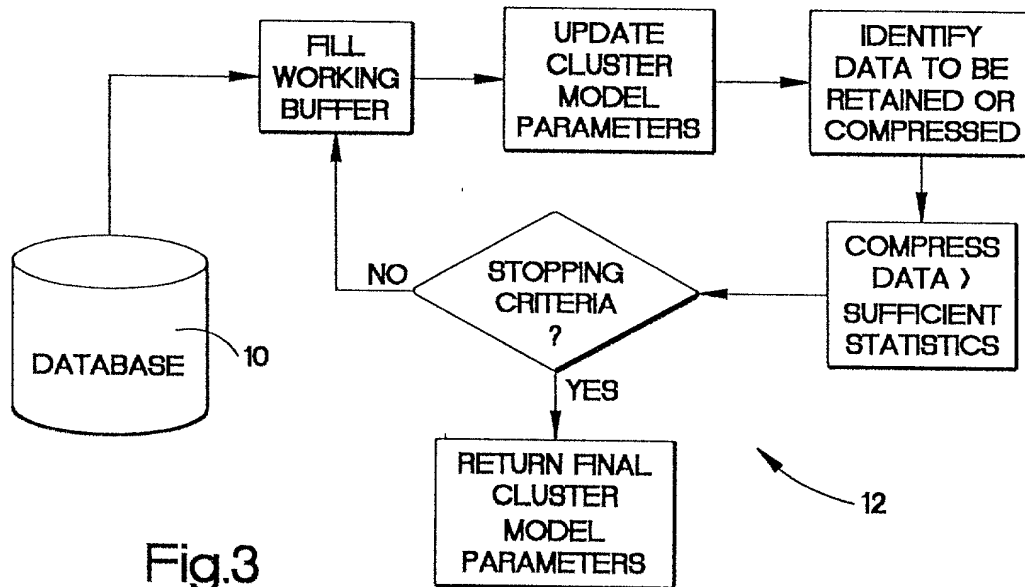 FILL
WORKING
BUFFER
UPDATE
CLUSTER
MODEL
PARAMETERS
IDENTIFY
DATA TO BE
RETAINED OR
COMPRESSED
COMPRESS
DATA >
SUFFICIENT
STATISTICS
STOPPING
CRITERIA
?
NO
YES
DATABASE
10
RETURN FINAL
CLUSTER
MODEL
PARAMETERS
12
Fig.3